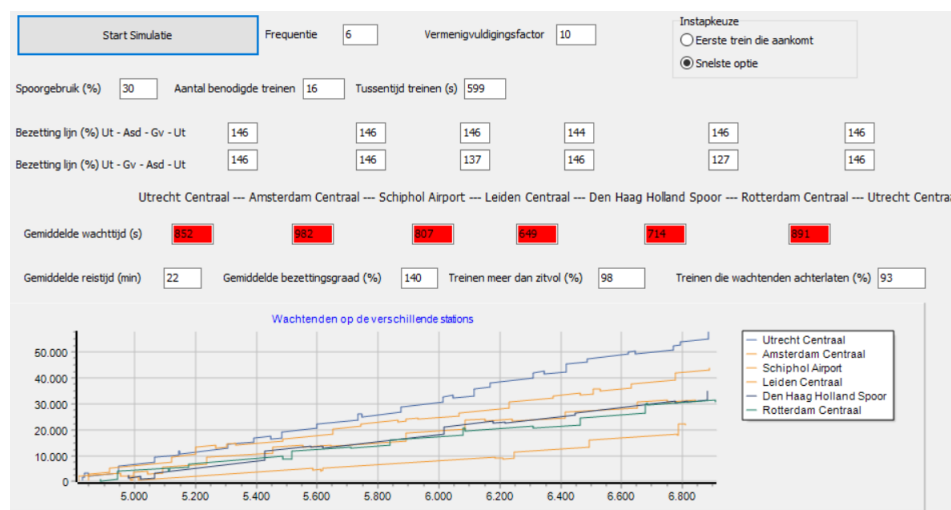 Start Simulatie Frequentie 6 Vermenigvuldigingsfactor 10 Instapkeuze
Eerste trein die aankomt
Snelste optie
Spoorgebruik (%) 30 Aantal benodigde treinen 16 Tussentijd treinen (s) 599
Bezetting lijn (%) Ut - Asd - Gv - Ut 146 146 146 144 146 146
Bezetting lijn (%) Ut - Gv - Asd - Ut 146 146 137 146 127 146
Utrecht Centraal --- Amsterdam Centraal --- Schiphol Airport --- Leiden Centraal --- Den Haag Holland Spoor --- Rotterdam Centraal --- Utrecht Centra
Gemiddelde wachttijd (s) 852 982 807 649 714 891
Gemiddelde reistijd (min) 22 Gemiddelde bezettingsgraad (%) 140 Treinen meer dan zitvol (%) 98 Treinen die wachtenden achterlaten (%) 93
Wachtenden op de verschillende stations
50.000
40.000
30.000
20.000
10.000
0
5.000 5.200 5.400 5.600 5.800 6.000 6.200 6.400 6.600 6.800
Utrecht Centraal
Amsterdam Centraal
Schiphol Airport
Leiden Centraal
Den Haag Holland Spoor
Rotterdam Centraal